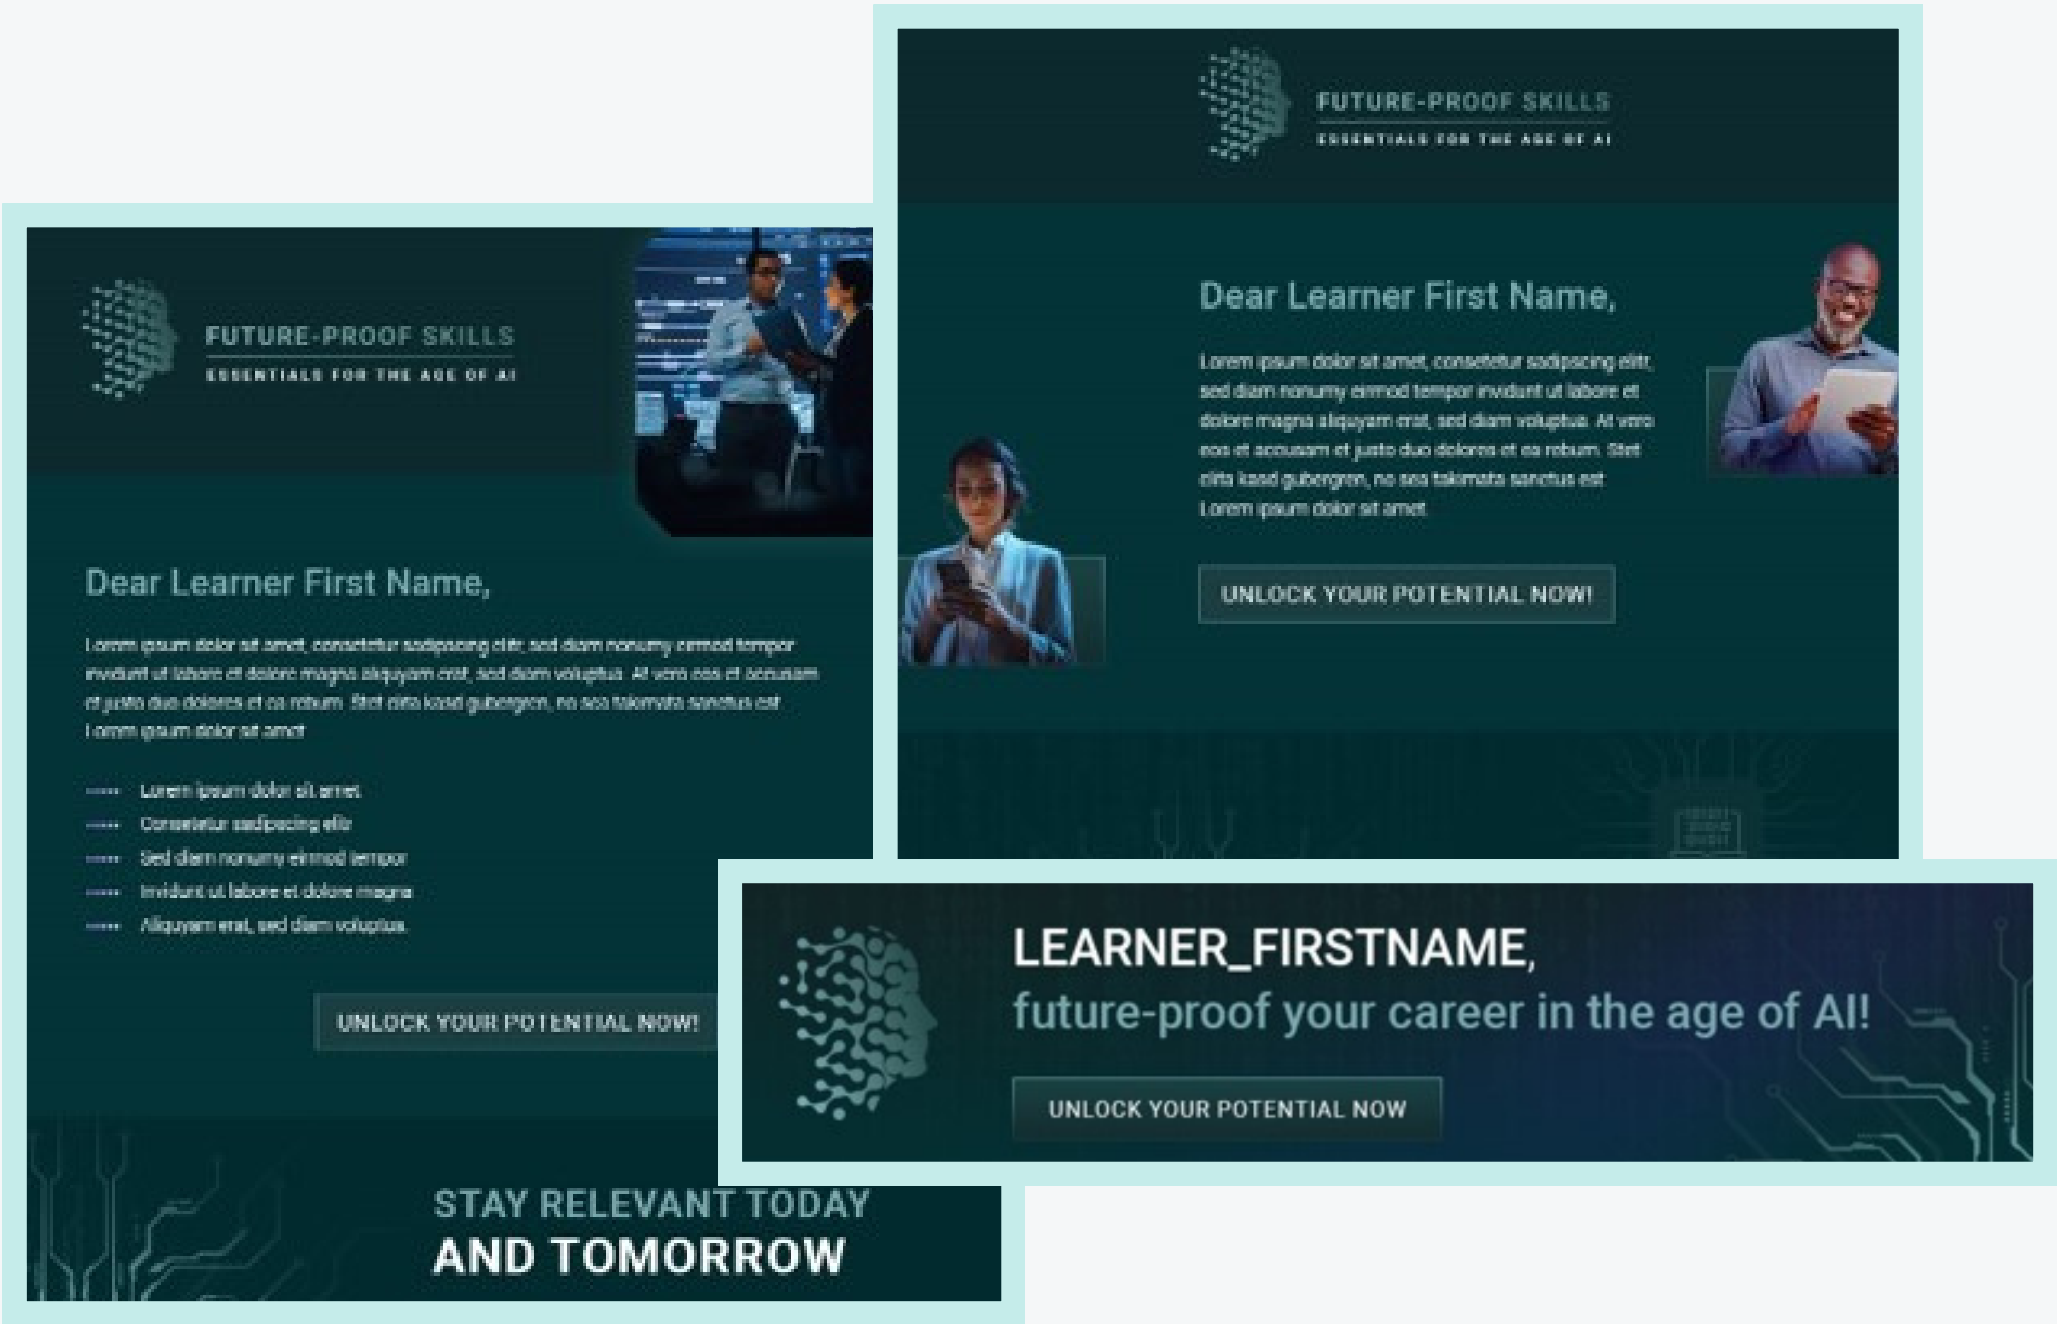 FUTURE-PROOF SKILLS
ESSENTIALS FOR THE AGE OF AI
Dear Learner First Name,
Lorem ipsum dolor sit amet, consetetur sadipscing elitr, sed diam nonumy eirmod tempor
invidunt ut labore et dolore magna aliquyam erat, sed diam voluptua. At vero eos et accusam
et justo duo dolores et ea rebum. Stet clita kasd gubergren, no sea takimata sanctus est
Lorem ipsum dolor sit amet
Lorem ipsum dolor sit amet
Consetetur sadipscing elitr
Sed diam nonumy eirmod tempor
Invidunt ut labore et dolore magna
Aliquyam erat, sed diam voluptua.
UNLOCK YOUR POTENTIAL NOW!
STAY RELEVANT TODAY
AND TOMORROW
FUTURE-PROOF SKILLS
ESSENTIALS FOR THE AGE OF AI
Dear Learner First Name,
Lorem ipsum dolor sit amet, consetetur sadipscing elitr,
sed diam nonumy eirmod tempor invidunt ut labore et
dolore magna aliquyam erat, sed diam voluptua. At vero
eos et accusam et justo duo dolores et ea rebum. Stet
clita kasd gubergren, no sea takimata sanctus est
Lorem ipsum dolor sit amet.
UNLOCK YOUR POTENTIAL NOW!
LEARNER_FIRSTNAME,
future-proof your career in the age of AI!
UNLOCK YOUR POTENTIAL NOW